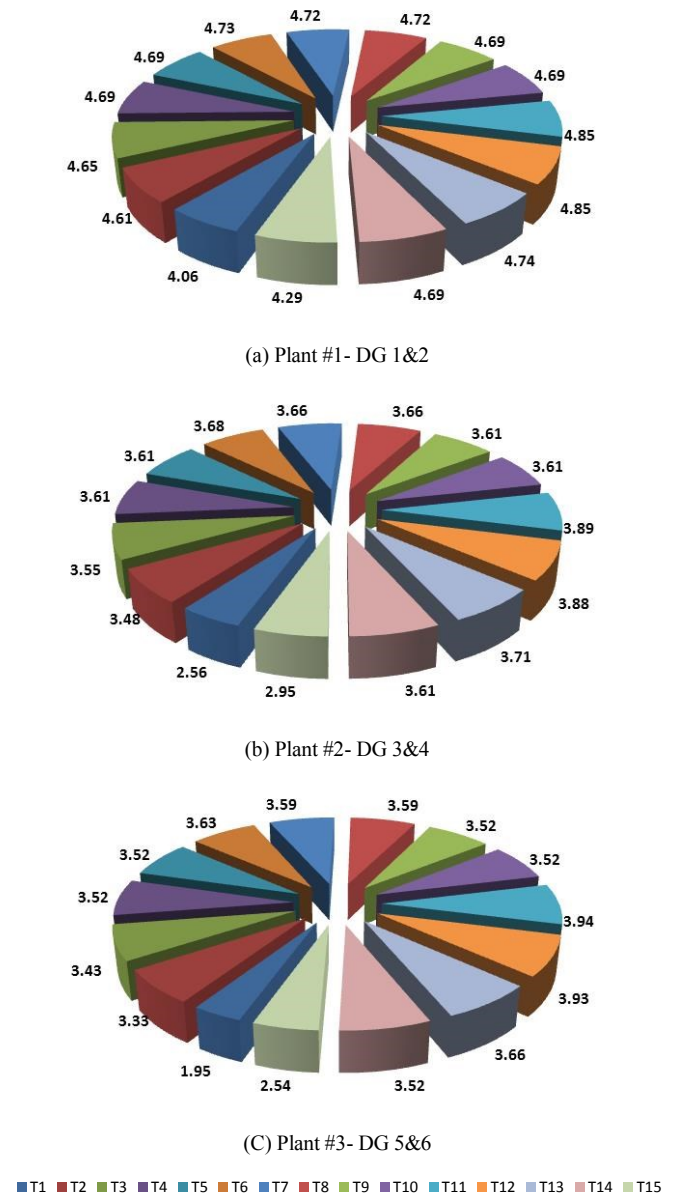 4.72 4.72
4.73 4.69
4.69 4.69
4.69 4.85
4.65 4.85
4.61 4.74
4.06 4.29 4.69
(a) Plant #1- DG 1&2
3.66 3.66
3.68 3.61
3.61 3.61
3.61 3.89
3.55 3.88
3.48 3.71
2.56 2.95 3.61
(b) Plant #2- DG 3&4
3.59 3.59
3.63 3.52
3.52 3.52
3.52 3.94
3.43 3.93
3.33 3.66
1.95 2.54 3.52
(C) Plant #3- DG 5&6
T1 T2 T3 T4 T5 T6 T7 T8 T9 T10 T11 T12 T13 T14 T15